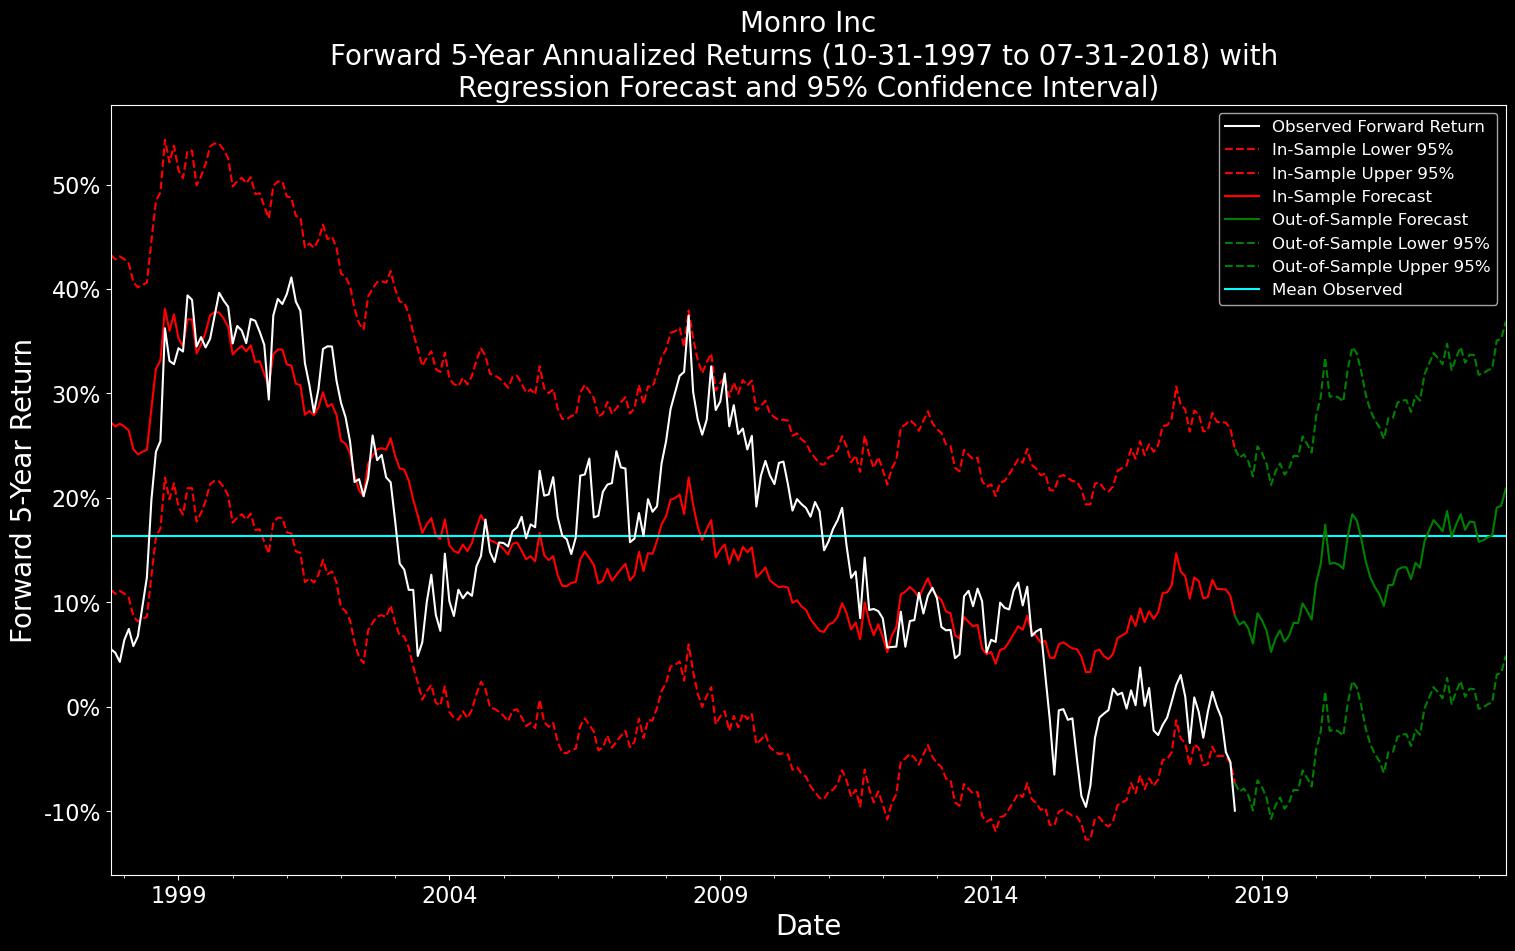 Monro Inc
Forward 5-Year Annualized Returns (10-31-1997 to 07-31-2018) with
Regression Forecast and 95% Confidence Interval)
Observed Forward Return
In-Sample Lower 95%
In-Sample Upper 95%
In-Sample Forecast
Out-of-Sample Forecast
Out-of-Sample Lower 95%
Out-of-Sample Upper 95%
Mean Observed
Forward 5-Year Return
50%
40%
30%
20%
10%
0%
-10%
1999
2004
2009
2014
2019
Date